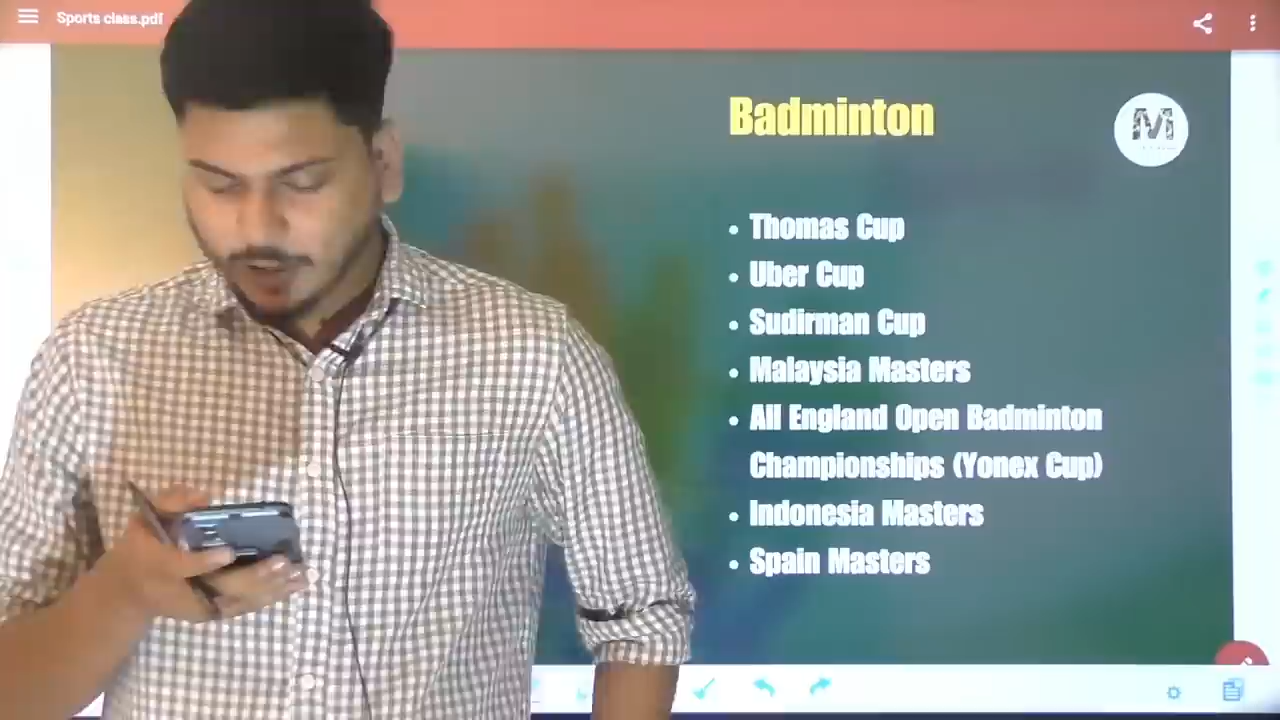 Sports class.pdf
Badminton
M
• Thomas Cup
• Uber Cup
• Sudirman Cup
• Malaysia Masters
• All England Open Badminton
Championships (Yonex Cup)
• Indonesia Masters
• Spain Masters